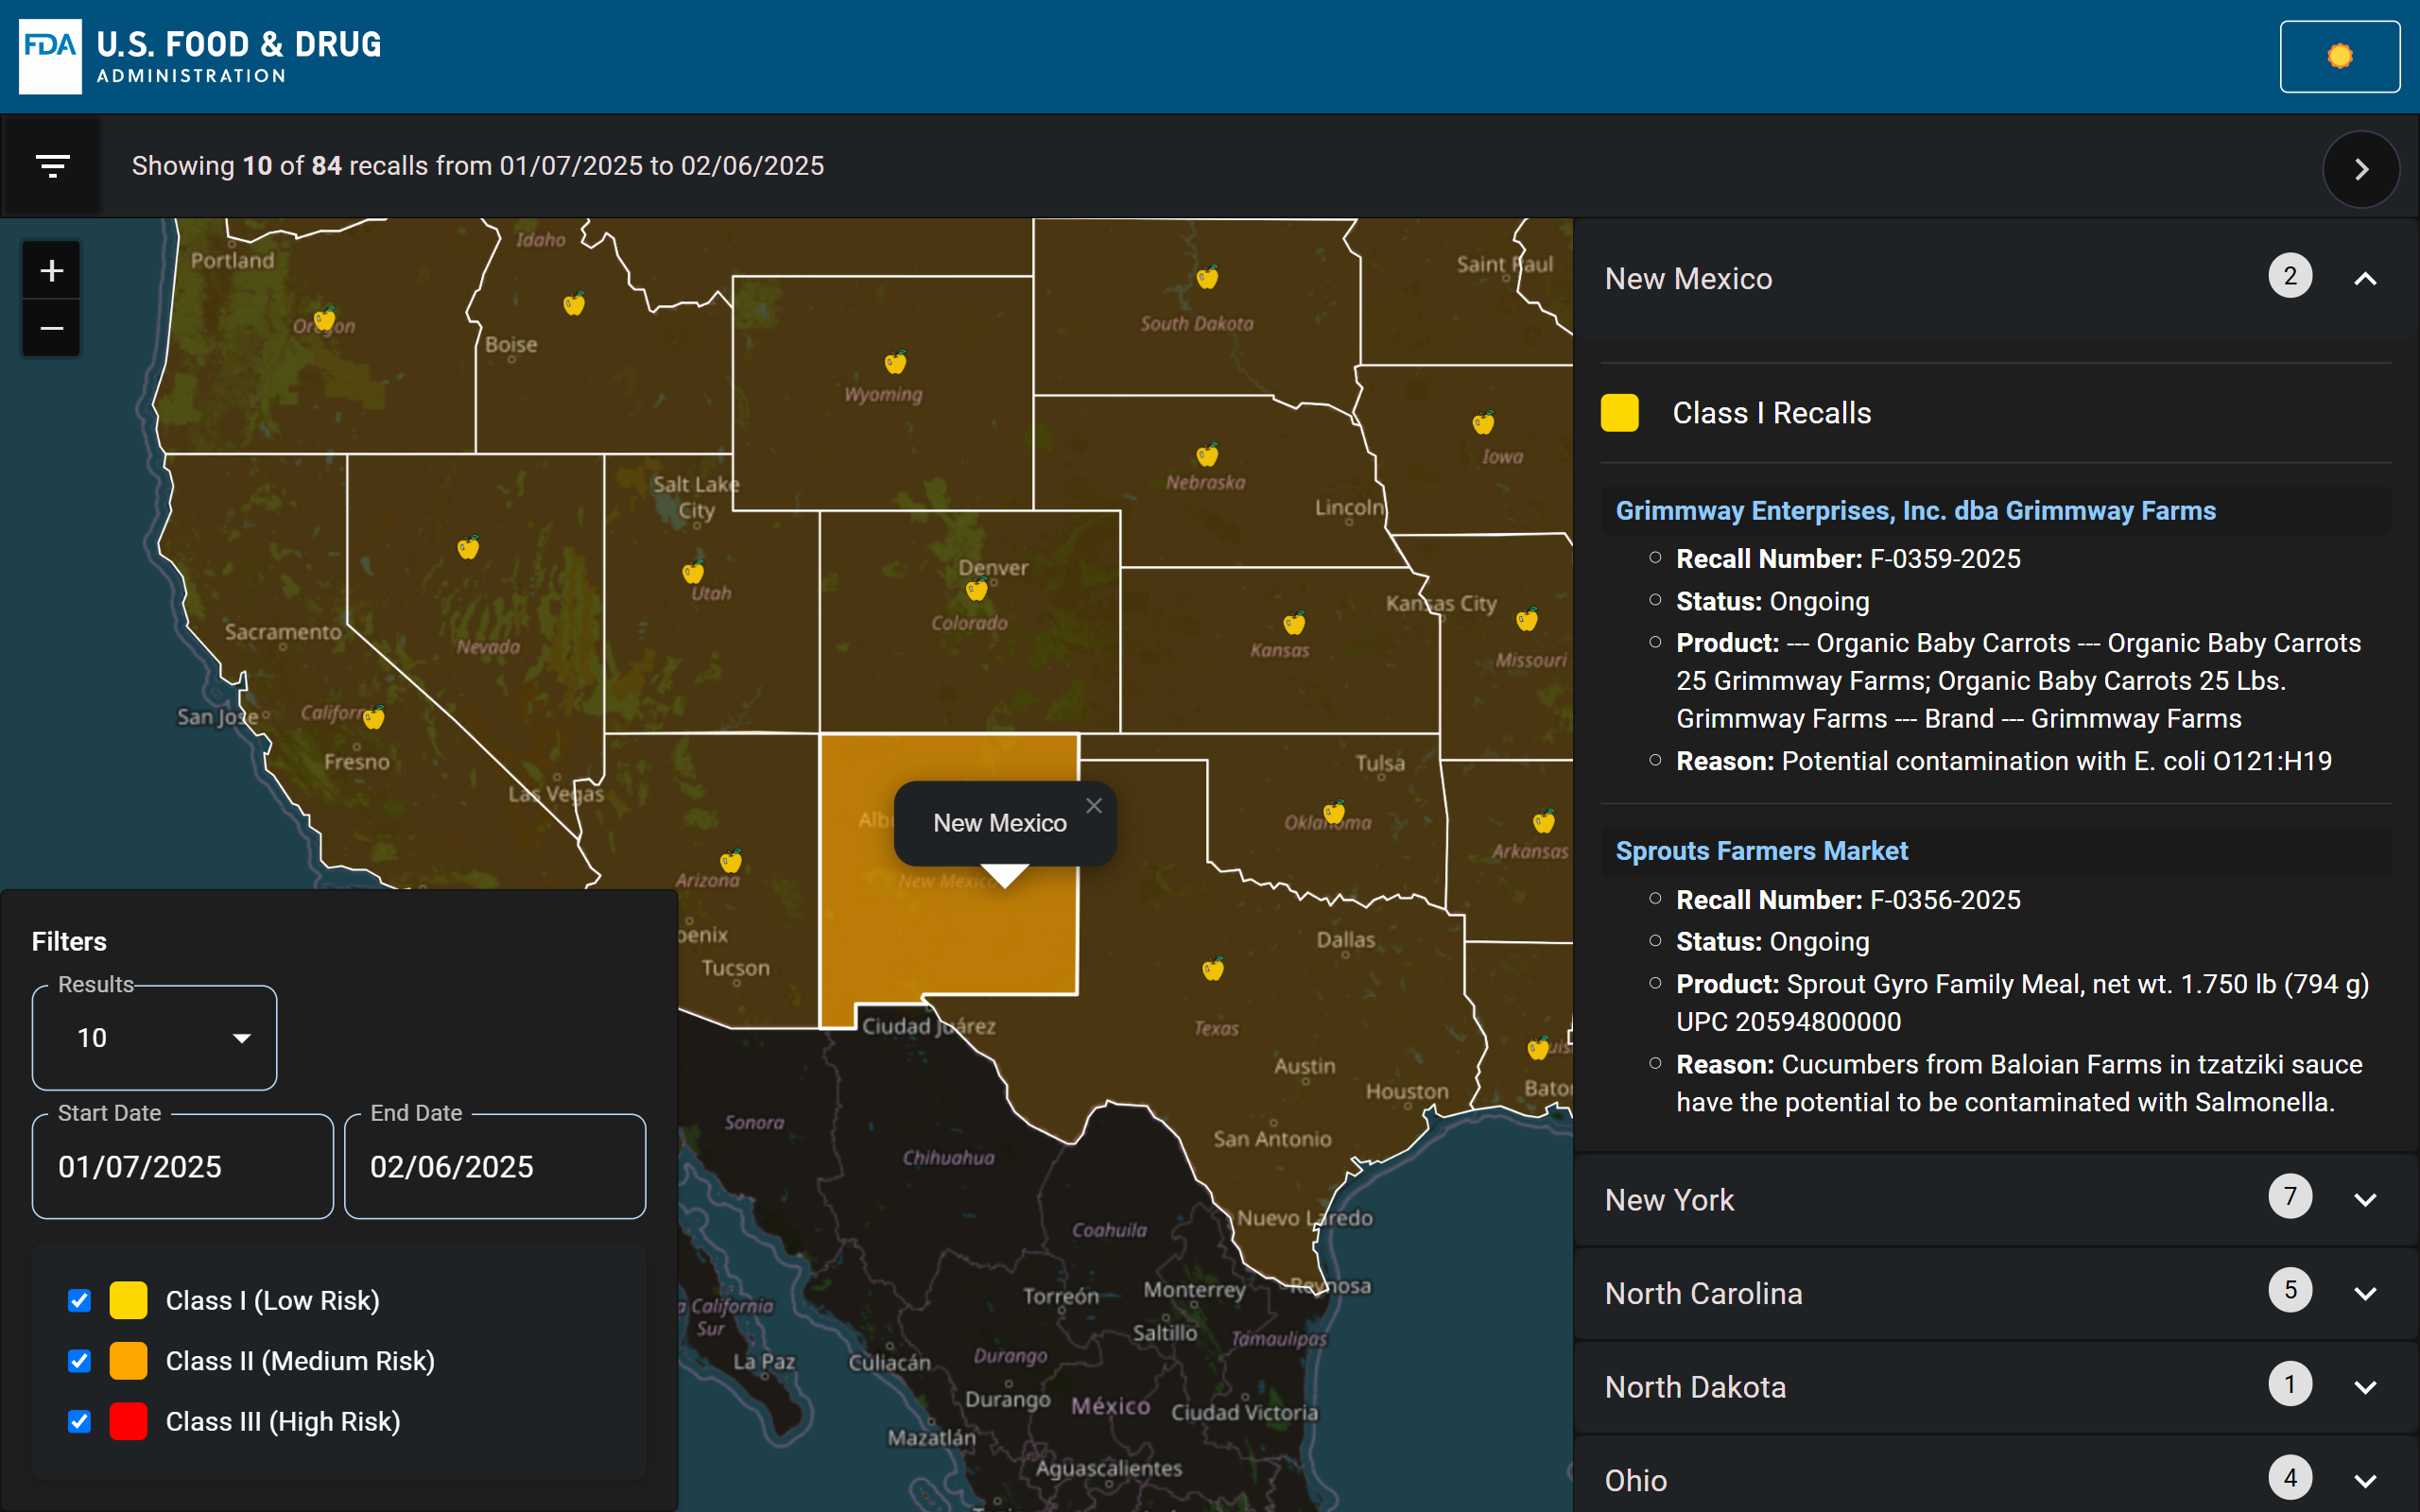 FDA
U.S. FOOD & DRUG
ADMINISTRATION
Showing 10 of 84 recalls from 01/07/2025 to 02/06/2025
+
−
Portland
Idaho
Oregon
Boise
Wyoming
South Dakota
Saint Paul
Iowa
Nebraska
Lincoln
Salt Lake
City
Utah
Nevada
Denver
Colorado
Kansas
Kansas City
Missouri
Sacramento
San Jose
California
Fresno
Las Vegas
Arizona
Tucson
New Mexico
New Mexico
Tulsa
Oklahoma
Arkansas
Dallas
Texas
Austin
Houston
San Antonio
Ciudad Juárez
Sonora
Chihuahua
Coahuila
Nuevo Laredo
Reynosa
Monterrey
Torreón
Saltillo
Tamaulipas
a California
Sur
La Paz
Culiacán
Durango
Durango
México
Ciudad Victoria
Mazatlán
Aguascalientes
Filters
Results
10
Start Date
01/07/2025
End Date
02/06/2025
Class I (Low Risk)
Class II (Medium Risk)
Class III (High Risk)
New Mexico
2
Class I Recalls
Grimmway Enterprises, Inc. dba Grimmway Farms
Recall Number: F-0359-2025
Status: Ongoing
Product: --- Organic Baby Carrots --- Organic Baby Carrots
25 Grimmway Farms; Organic Baby Carrots 25 Lbs.
Grimmway Farms --- Brand --- Grimmway Farms
Reason: Potential contamination with E. coli O121:H19
Sprouts Farmers Market
Recall Number: F-0356-2025
Status: Ongoing
Product: Sprout Gyro Family Meal, net wt. 1.750 lb (794 g)
UPC 20594800000
Reason: Cucumbers from Baloian Farms in tzatziki sauce
have the potential to be contaminated with Salmonella.
New York
7
North Carolina
5
North Dakota
1
Ohio
4